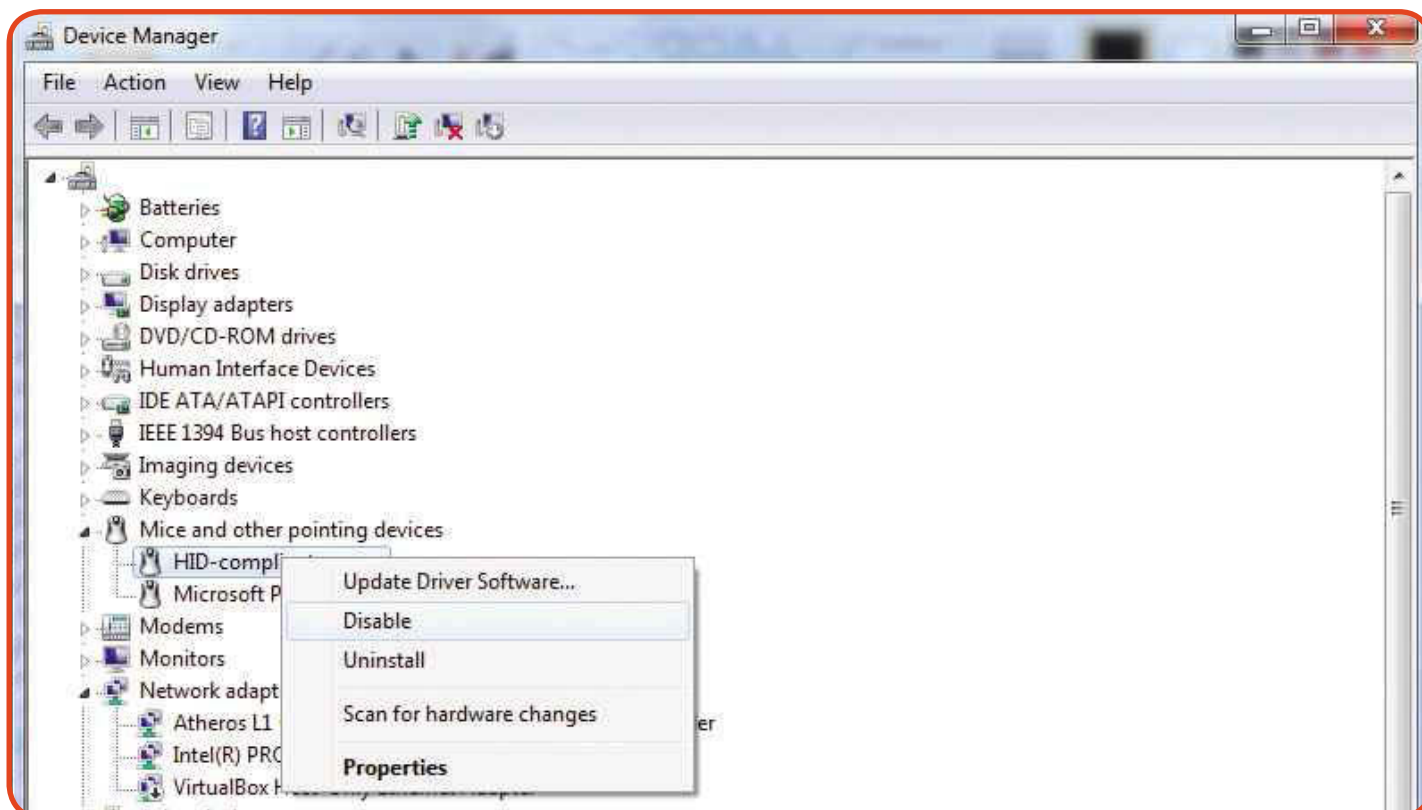 Device Manager
File Action View Help
Batteries
Computer
Disk drives
Display adapters
DVD/CD-ROM drives
Human Interface Devices
IDE ATA/ATAPI controllers
IEEE 1394 Bus host controllers
Imaging devices
Keyboards
Mice and other pointing devices
HID-compl
Microsoft P
Modems
Monitors
Network adapt
Atheros L1 er
Intel(R) PRO
VirtualBox
Update Driver Software...
Disable
Uninstall
Scan for hardware changes
Properties